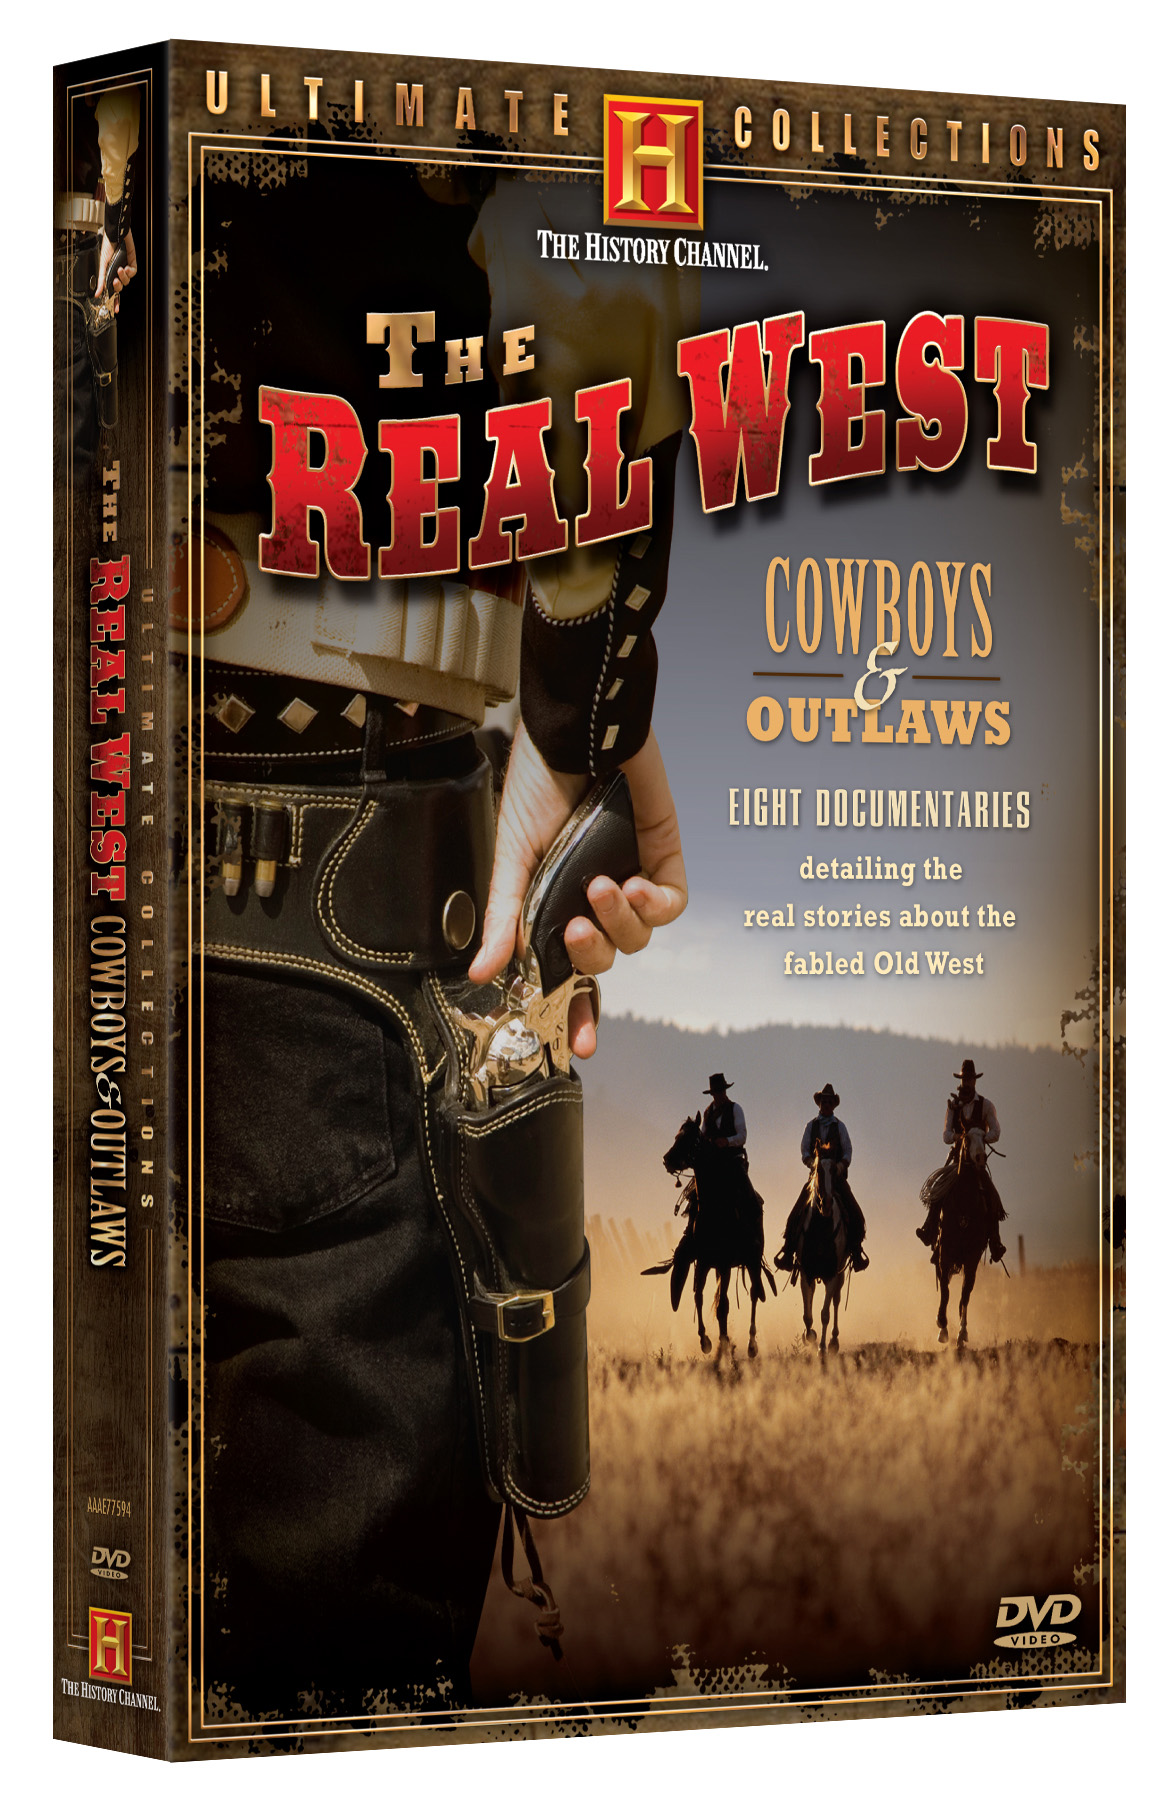 ULTIMATE H COLLECTIONS
THE HISTORY CHANNEL.
THE
REAL WEST
COWBOYS
&
OUTLAWS
EIGHT DOCUMENTARIES
detailing the
real stories about the
fabled Old West
DVD
VIDEO
THE REAL WEST COWBOYS & OUTLAWS
ULTIMATE COLLECTIONS
AAAE77594
DVD
VIDEO
H
THE HISTORY CHANNEL.